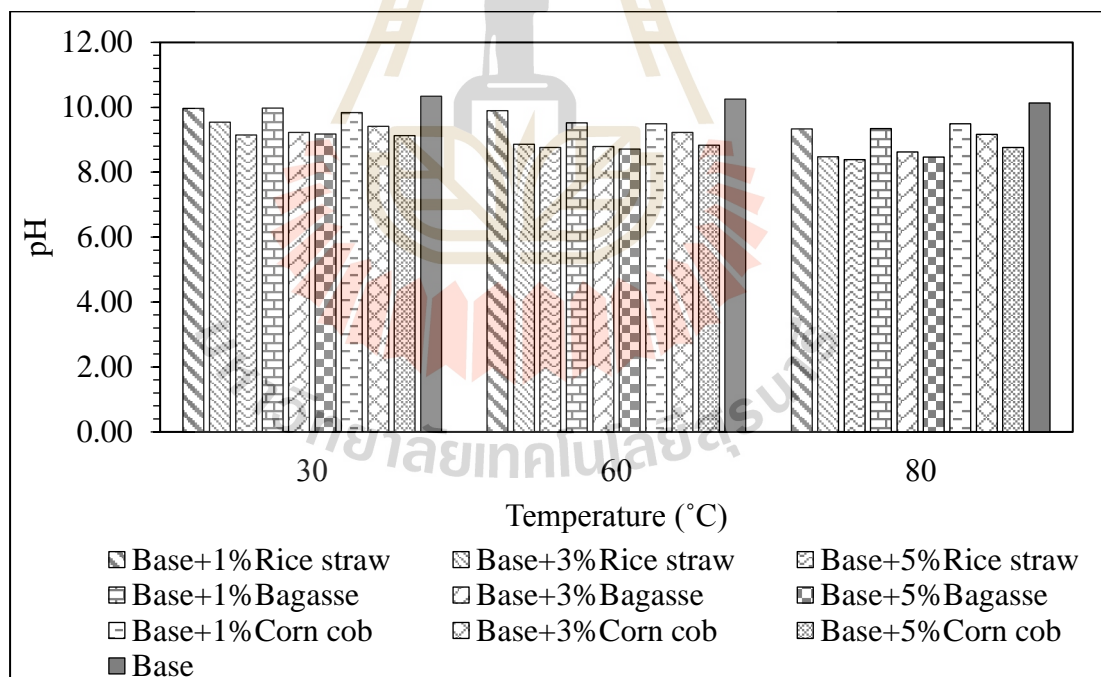 12.00
10.00
8.00
6.00
4.00
2.00
0.00
pH
30 60 80
Temperature (˚C)
Base+1%Rice straw Base+3%Rice straw Base+5%Rice straw
Base+1%Bagasse Base+3%Bagasse Base+5%Bagasse
Base+1%Corn cob Base+3%Corn cob Base+5%Corn cob
Base